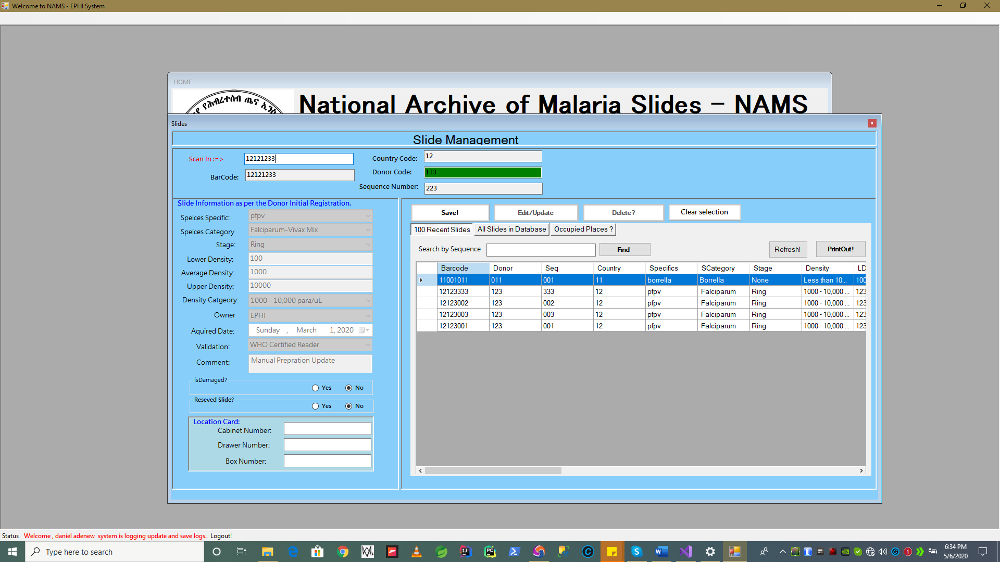 Welcome to NAMS - EPHI System
HOME
National Archive of Malaria Slides - NAMS
Slides
Slide Management
Scan In :=> 12121233
BarCode: 12121233
Country Code: 12
Donor Code: 113
Sequence Number: 223
Slide Information as per the Donor Initial Registration.
Speices Specific: pfpv
Speices Category Falciparum-Vivax Mix
Stage: Ring
Lower Density: 100
Average Density: 1000
Upper Density: 10000
Density Catgeory: 1000 - 10,000 para/uL
Owner EPHI
Aquired Date: Sunday , March 1, 2020
Validation: WHO Certified Reader
Comment: Manual Prepration Update
isDamaged?
Yes No
Reseved Slide?
Yes No
Location Card:
Cabinet Number:
Drawer Number:
Box Number:
Save! Edit/Update Delete? Clear selection
100 Recent Slides All Slides in Database Occupied Places ?
Search by Sequence Find Refresh! PrintOut!
Barcode Donor Seq Country Specifics SCategory Stage Density LD
11001011 011 001 11 borrella Borrella None Less than 10... 100
12123333 123 333 12 pfpv Falciparum Ring 1000 - 10,000 ... 123
12123002 123 002 12 pfpv Falciparum Ring 1000 - 10,000 ... 123
12123003 123 003 12 pfpv Falciparum Ring 1000 - 10,000 ... 123
12123001 123 001 12 pfpv Falciparum Ring 1000 - 10,000 ... 123
Status Welcome , daniel adenew system is logging update and save logs. Logout!
Type here to search
6:34 PM
5/6/2020